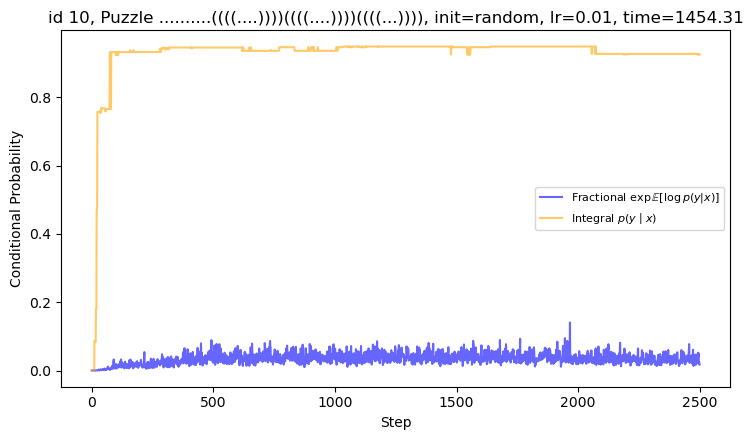 id 10, Puzzle ..........((((....))))((((....))))((((...)))), init=random, lr=0.01, time=1454.31
Conditional Probability
0.8
0.6
0.4
0.2
0.0
Fractional exp𝔼[log p(y|x)]
Integral p(y | x)
0 500 1000 1500 2000 2500
Step